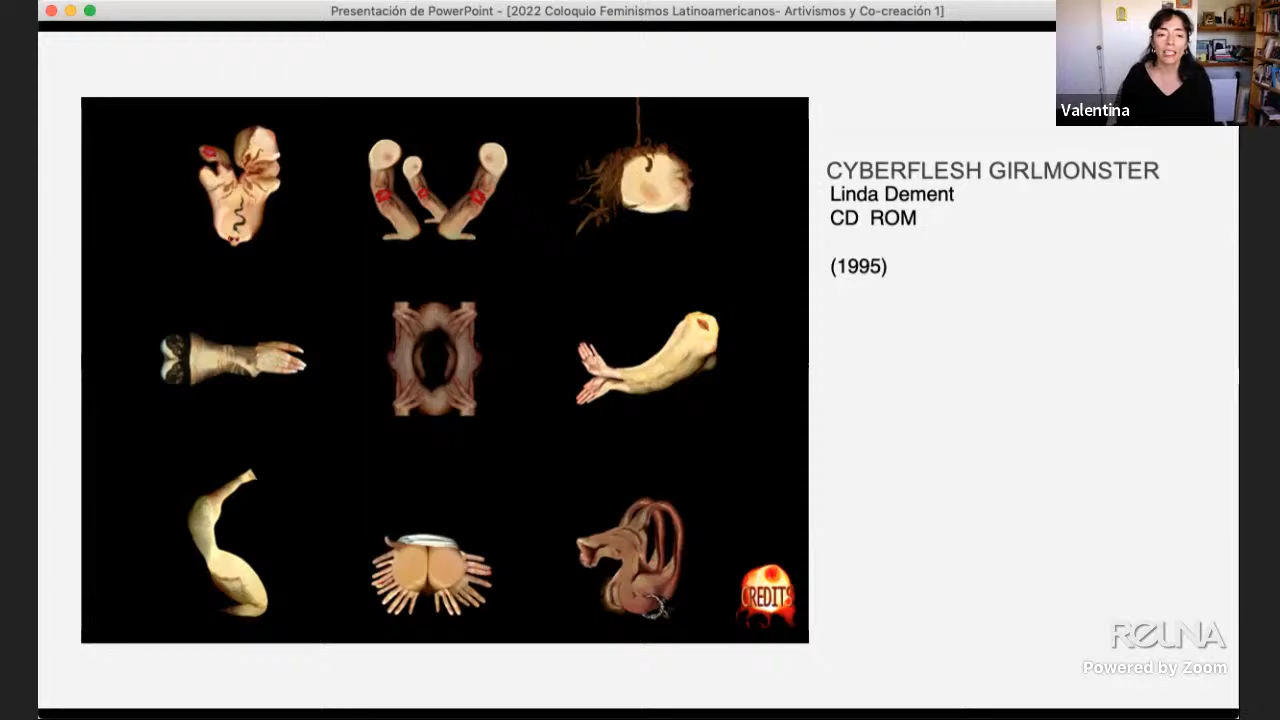 Presentación de PowerPoint - [2022 Coloquio Feminismos Latinoamericanos- Artivismos y Co-creación 1]
Valentina
CYBERFLESH GIRLMONSTER
Linda Dement
CD ROM
(1995)
CREDITS
REUNA
Powered by Zoom